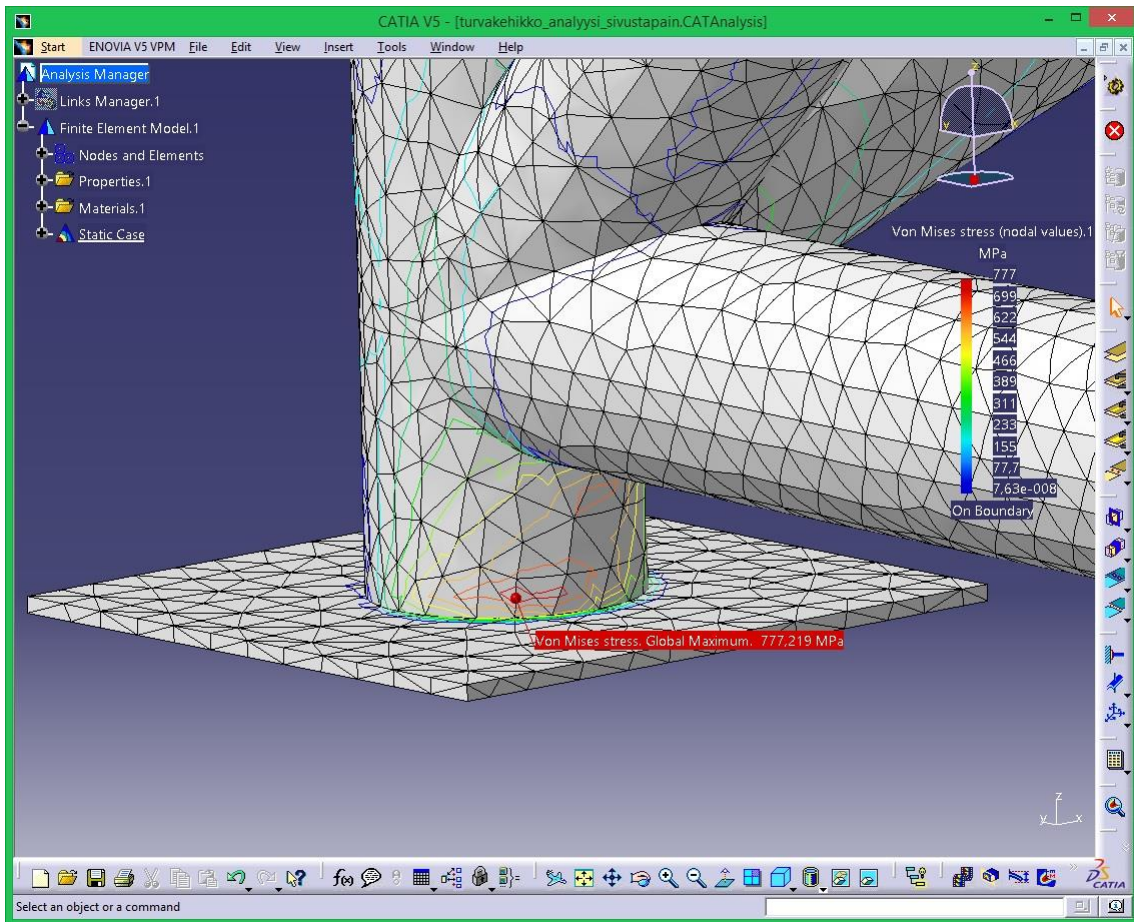 CATIA V5 - [turvakehikko_analyysi_sivustapain.CATAnalysis]
Start ENOVIA V5 VPM File Edit View Insert Tools Window Help
Analysis Manager
Links Manager.1
Finite Element Model.1
Nodes and Elements
Properties.1
Materials.1
Static Case
z
y
x
Von Mises stress (nodal values).1
MPa
777
699
622
544
466
389
311
233
155
77,7
7,63e-008
On Boundary
Von Mises stress. Global Maximum. 777,219 MPa
z
y x
f(x)
CATIA
Select an object or a command